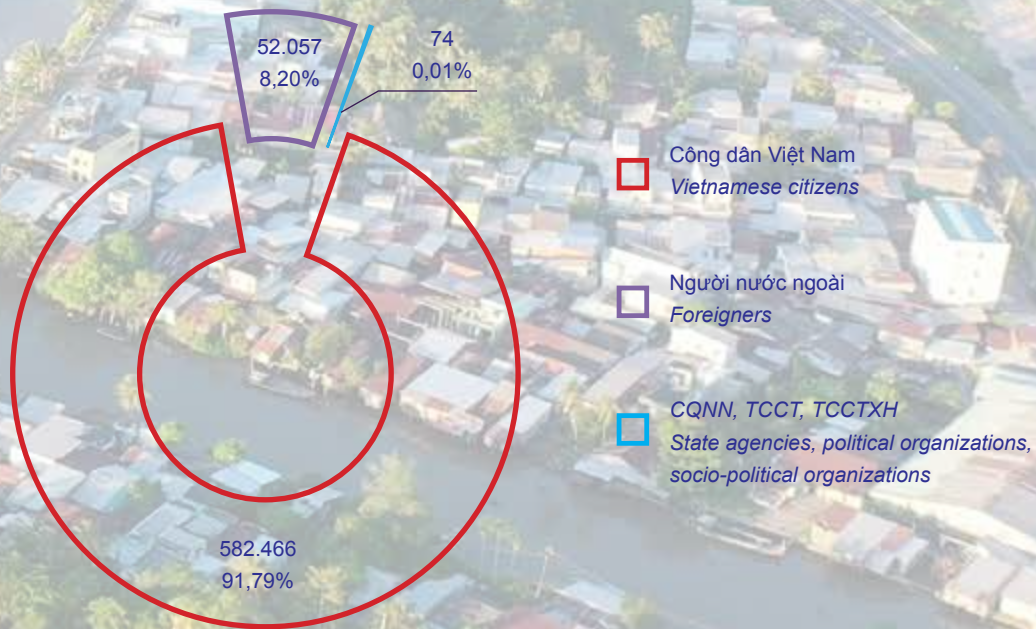 52.057
8,20%
74
0,01%
Công dân Việt Nam
Vietnamese citizens
Người nước ngoài
Foreigners
CQNN, TCCT, TCCTXH
State agencies, political organizations,
socio-political organizations
582.466
91,79%